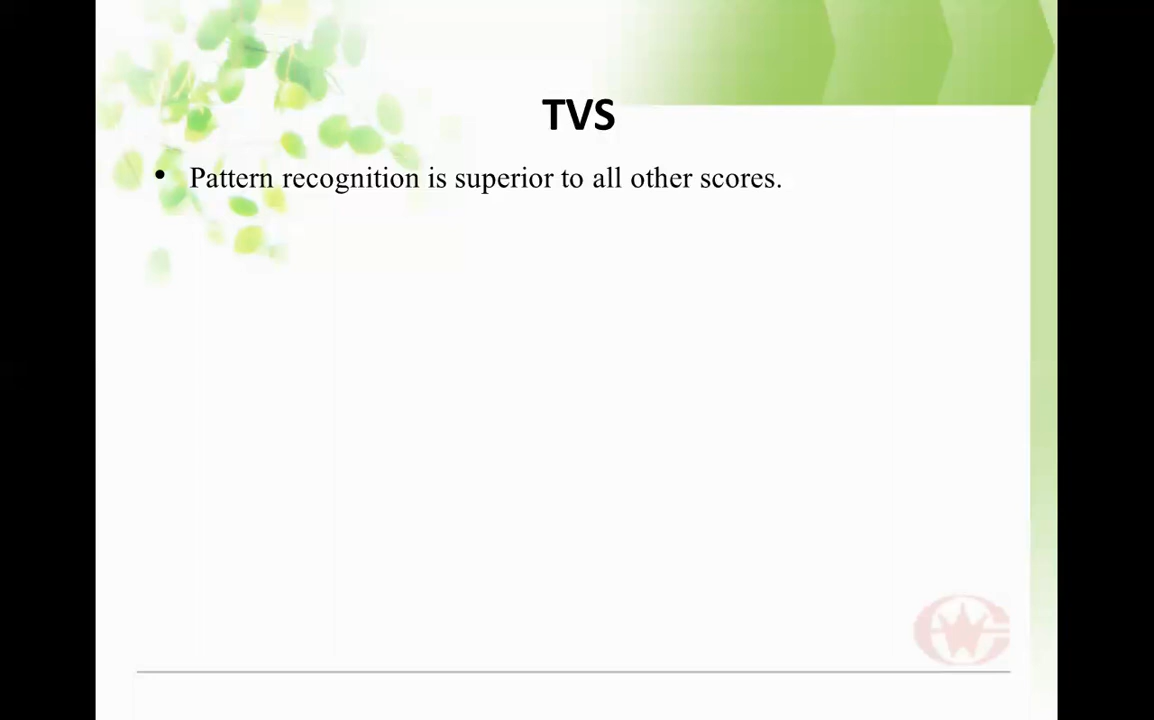 TVS
• Pattern recognition is superior to all other scores.